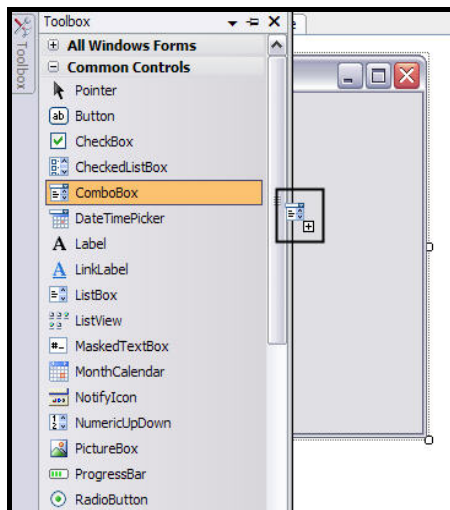 Toolbox
Toolbox
All Windows Forms
Common Controls
Pointer
ab Button
CheckBox
CheckedListBox
ComboBox
DateTimePicker
A Label
A LinkLabel
ListBox
ListView
#_ MaskedTextBox
MonthCalendar
NotifyIcon
NumericUpDown
PictureBox
ProgressBar
RadioButton